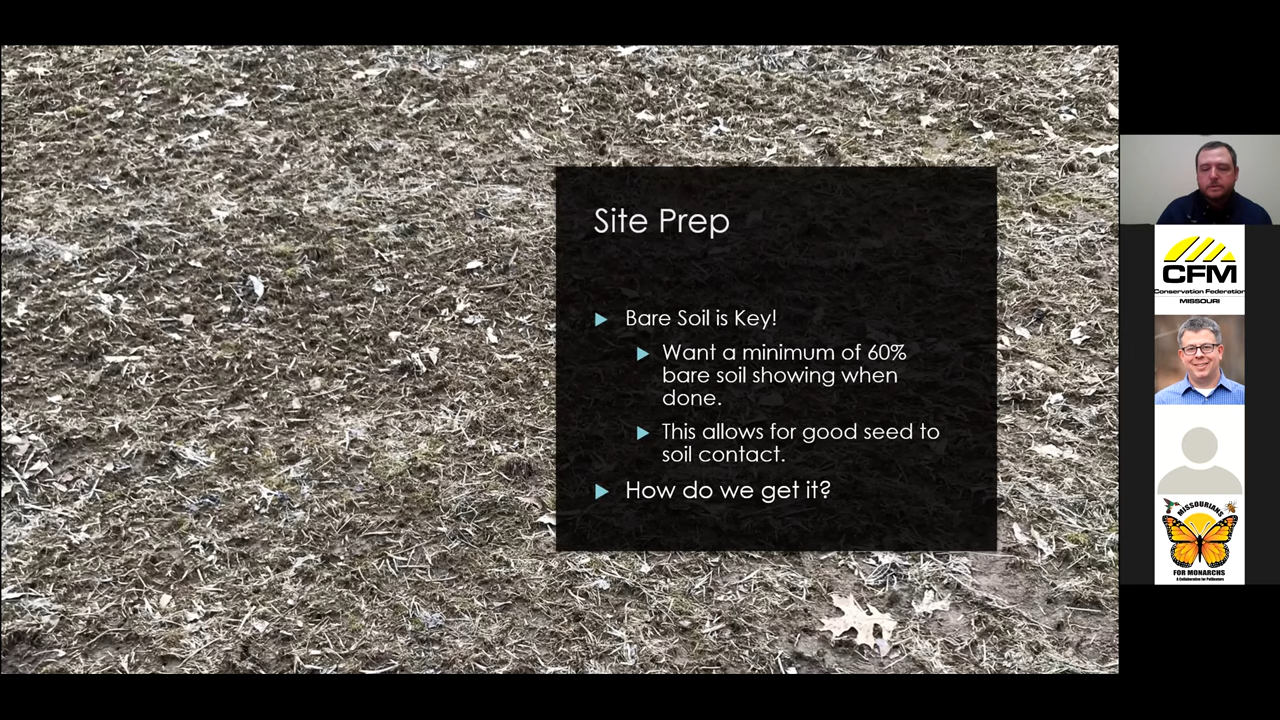 Site Prep
Bare Soil is Key!
Want a minimum of 60%
bare soil showing when
done.
This allows for good seed to
soil contact.
How do we get it?
CFM
Conservation Federation
MISSOURI
MISSOURIANS
FOR MONARCHS
A Collaborative for Pollinators